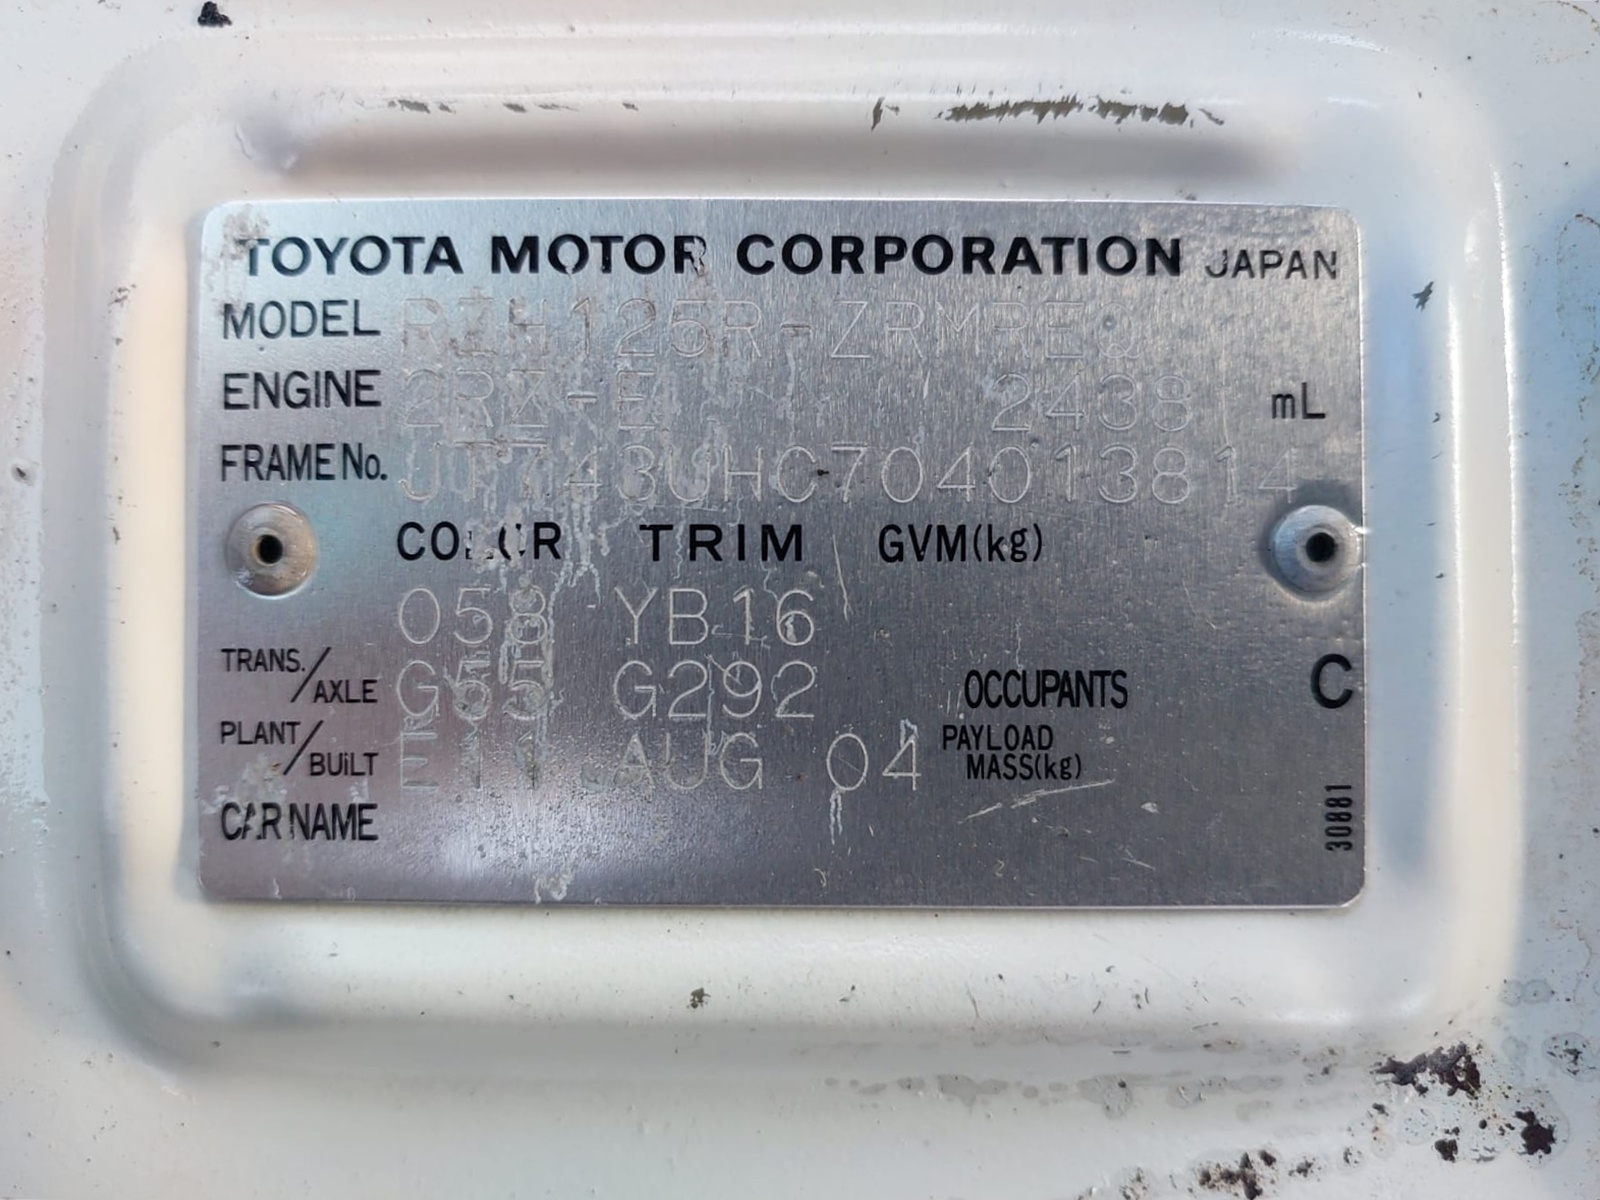 TOYOTA MOTOR CORPORATION JAPAN
MODEL RZH125R-ZRMREQ
ENGINE 2RZ-E 2438 mL
FRAME No. JT743UHC704013814
COLOR TRIM GVM(kg)
058 YB16
TRANS./AXLE G55 G292 OCCUPANTS C
PLANT/BUILT E11 AUG 04 PAYLOAD MASS(kg)
CAR NAME
30881